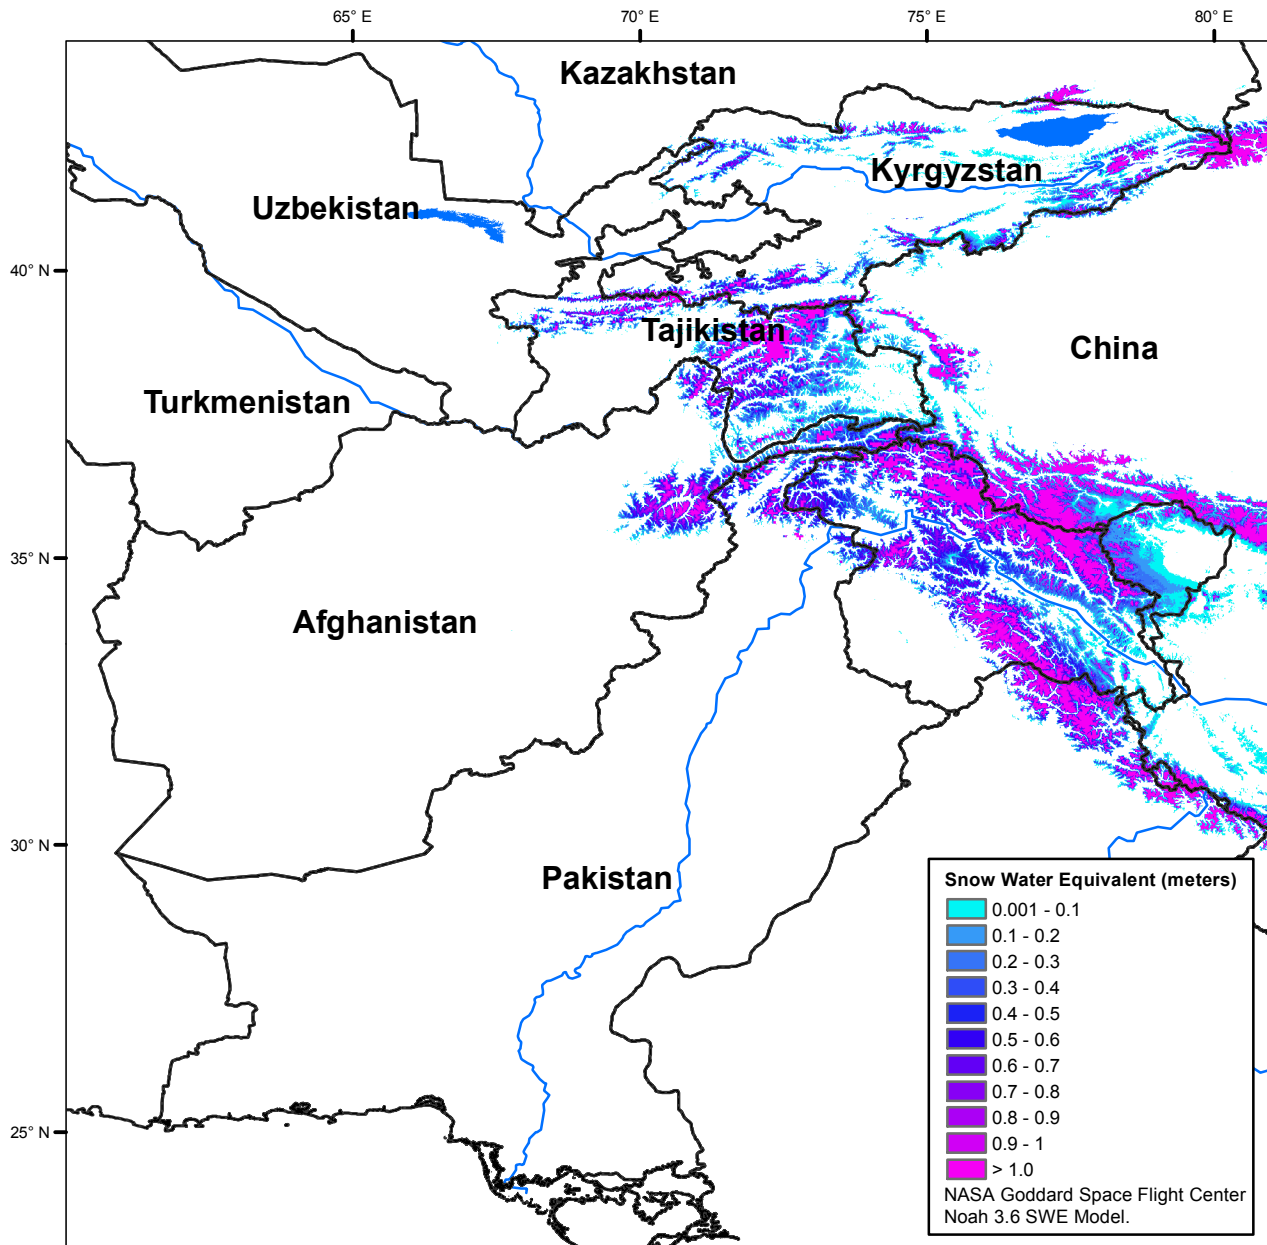 65° E
70° E
75° E
80° E
Kazakhstan
Kyrgyzstan
Uzbekistan
40° N
Tajikistan
China
Turkmenistan
35° N
Afghanistan
30° N
Pakistan
25° N
Snow Water Equivalent (meters)
0.001 - 0.1
0.1 - 0.2
0.2 - 0.3
0.3 - 0.4
0.4 - 0.5
0.5 - 0.6
0.6 - 0.7
0.7 - 0.8
0.8 - 0.9
0.9 - 1
> 1.0
NASA Goddard Space Flight Center
Noah 3.6 SWE Model.